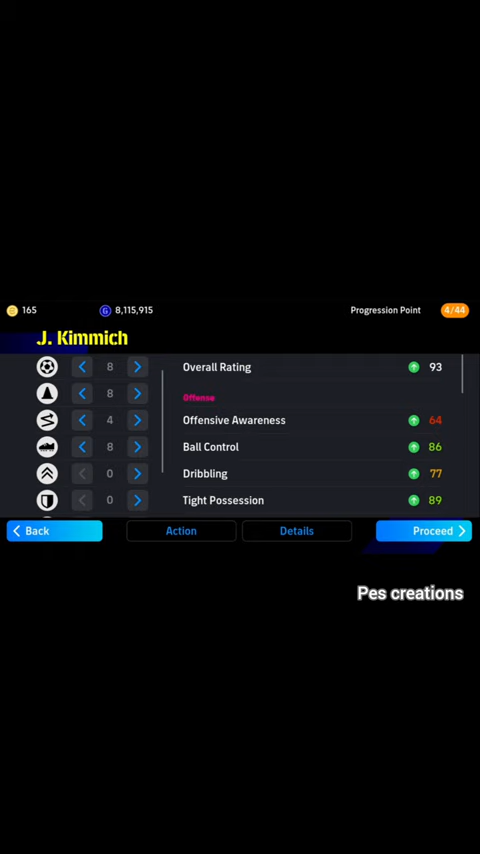 165 G 8,115,915 Progression Point 4/44
J. Kimmich
8 Overall Rating 93
8 Offense
4 Offensive Awareness 64
8 Ball Control 86
0 Dribbling 77
0 Tight Possession 89
Back Action Details Proceed
Pes creations